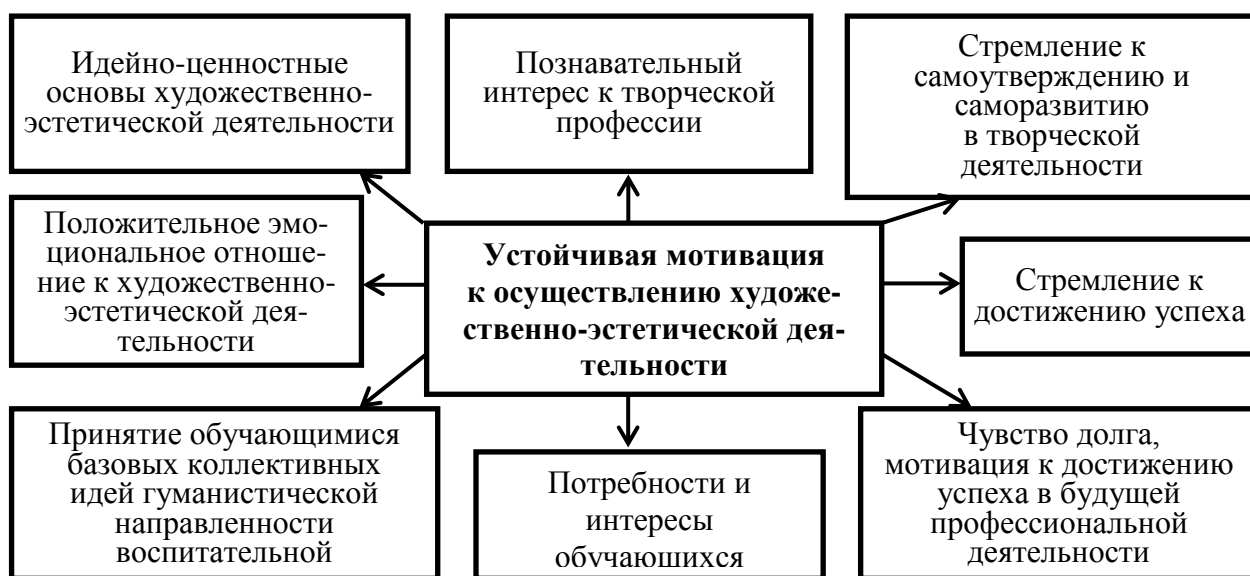 Идейно-ценностные
основы художественно-
эстетической деятельности
Познавательный
интерес к творческой
профессии
Стремление к
самоутверждению и
саморазвитию
в творческой
деятельности
Положительное эмо-
циональное отноше-
ние к художественно-
эстетической дея-
тельности
Устойчивая мотивация
к осуществлению художе-
ственно-эстетической дея-
тельности
Стремление к
достижению успеха
Принятие обучающимися
базовых коллективных
идей гуманистической
направленности
воспитательной
Потребности и
интересы
обучающихся
Чувство долга,
мотивация к достижению
успеха в будущей
профессиональной
деятельности